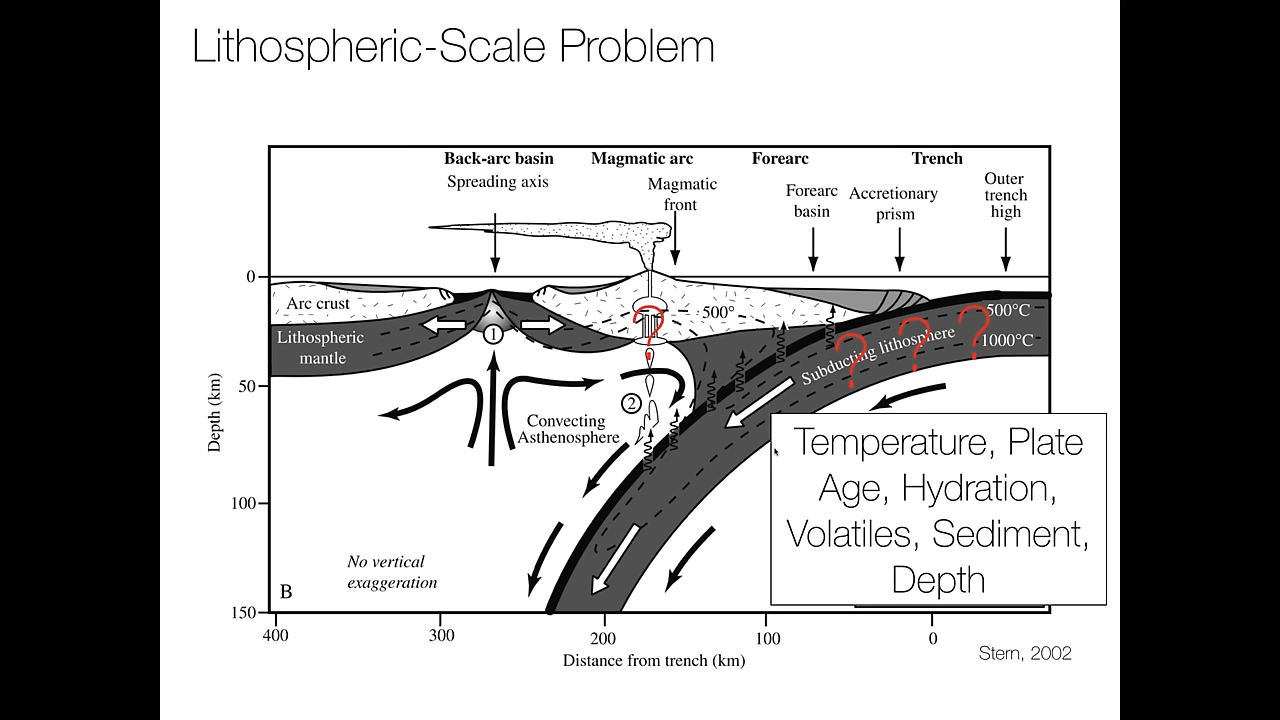 Lithospheric-Scale Problem
Back-arc basin
Spreading axis
Magmatic arc
Magmatic
front
Forearc
Forearc
basin
Trench
Accretionary
prism
Outer
trench
high
0
Arc crust
Lithospheric
mantle
1
500°
?
? ? ?
500°C
1000°C
Subducting lithosphere
50
2
Convecting
Asthenosphere
Depth (km)
100
No vertical
exaggeration
B
150
Temperature, Plate
Age, Hydration,
Volatiles, Sediment,
Depth
400 300 200 100 0
Distance from trench (km)
Stern, 2002